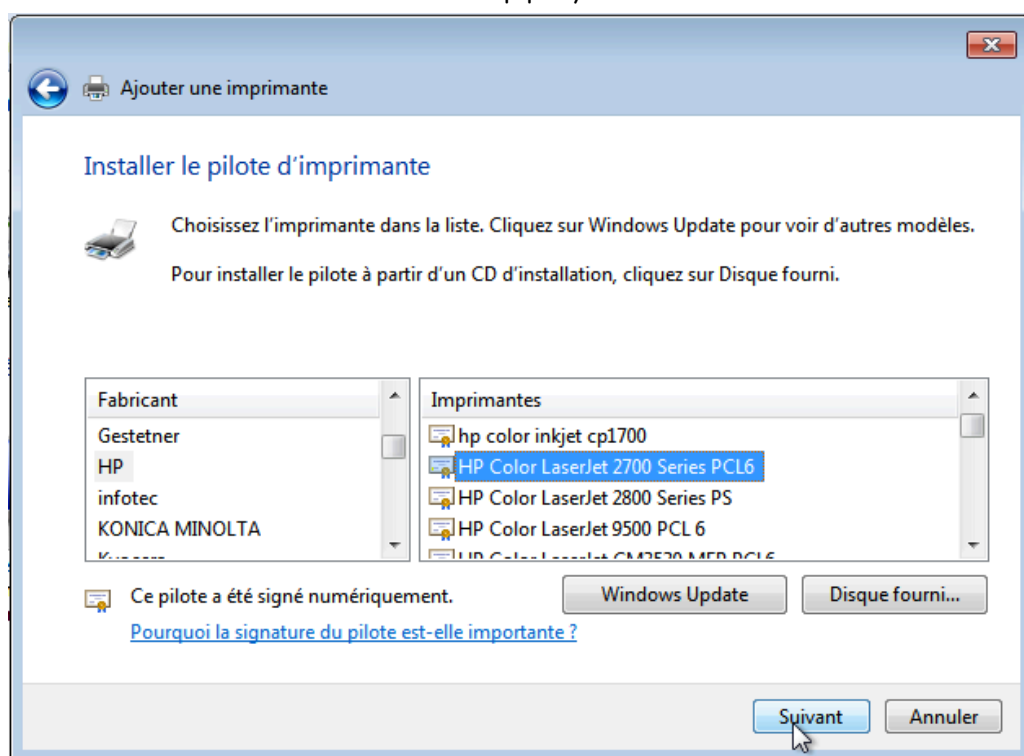 Ajouter une imprimante
Installer le pilote d'imprimante
Choisissez l'imprimante dans la liste. Cliquez sur Windows Update pour voir d'autres modèles.
Pour installer le pilote à partir d'un CD d'installation, cliquez sur Disque fourni.
Fabricant
Gestetner
HP
infotec
KONICA MINOLTA
Imprimantes
hp color inkjet cp1700
HP Color LaserJet 2700 Series PCL6
HP Color LaserJet 2800 Series PS
HP Color LaserJet 9500 PCL 6
Ce pilote a été signé numériquement.
Windows Update
Disque fourni...
Pourquoi la signature du pilote est-elle importante ?
Suivant
Annuler